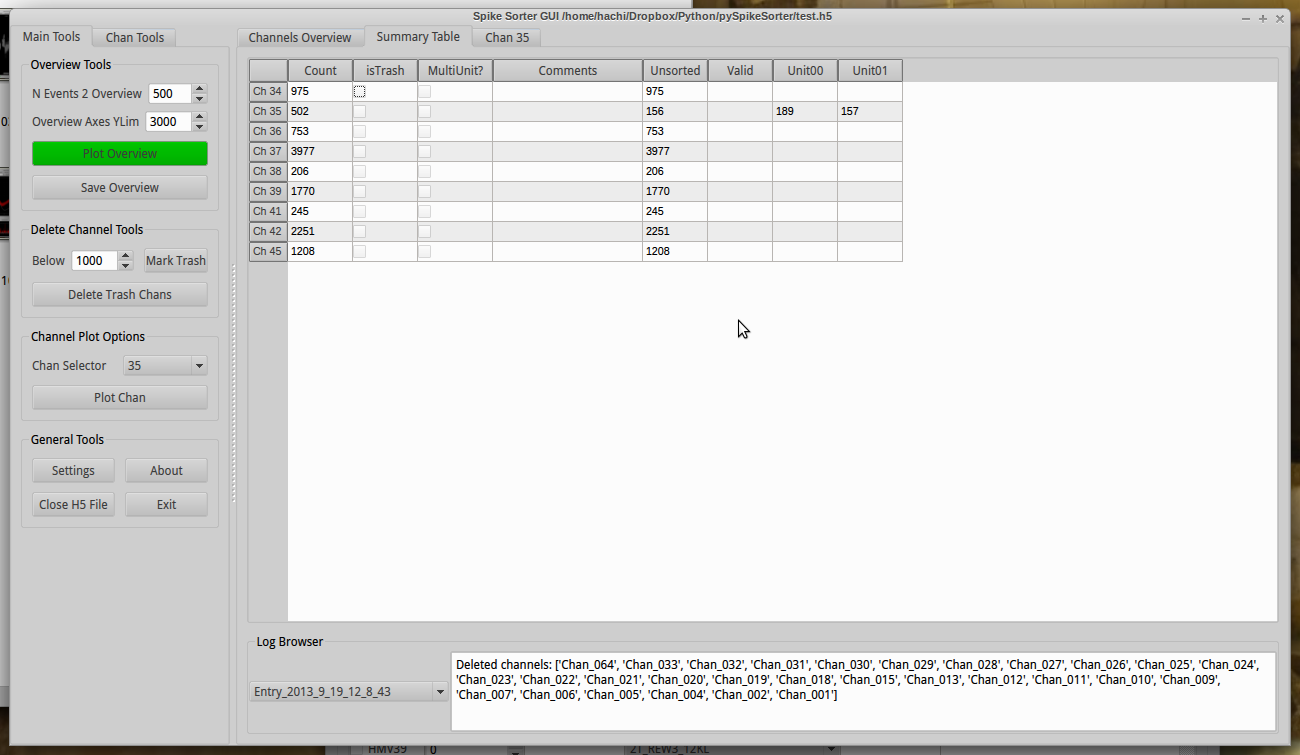 Spike Sorter GUI /home/hachi/Dropbox/Python/pySpikeSorter/test.h5
Main Tools Chan Tools
Overview Tools
N Events 2 Overview 500
Overview Axes YLim 3000
Plot Overview
Save Overview
Delete Channel Tools
Below 1000 Mark Trash
Delete Trash Chans
Channel Plot Options
Chan Selector 35
Plot Chan
General Tools
Settings About
Close H5 File Exit
Channels Overview Summary Table Chan 35
Count isTrash MultiUnit? Comments Unsorted Valid Unit00 Unit01
Ch 34 975 975
Ch 35 502 156 189 157
Ch 36 753 753
Ch 37 3977 3977
Ch 38 206 206
Ch 39 1770 1770
Ch 41 245 245
Ch 42 2251 2251
Ch 45 1208 1208
Log Browser
Entry_2013_9_19_12_8_43
Deleted channels: ['Chan_064', 'Chan_033', 'Chan_032', 'Chan_031', 'Chan_030', 'Chan_029', 'Chan_028', 'Chan_027', 'Chan_026', 'Chan_025', 'Chan_024',
'Chan_023', 'Chan_022', 'Chan_021', 'Chan_020', 'Chan_019', 'Chan_018', 'Chan_015', 'Chan_013', 'Chan_012', 'Chan_011', 'Chan_010', 'Chan_009',
'Chan_007', 'Chan_006', 'Chan_005', 'Chan_004', 'Chan_002', 'Chan_001']
HMV39 0